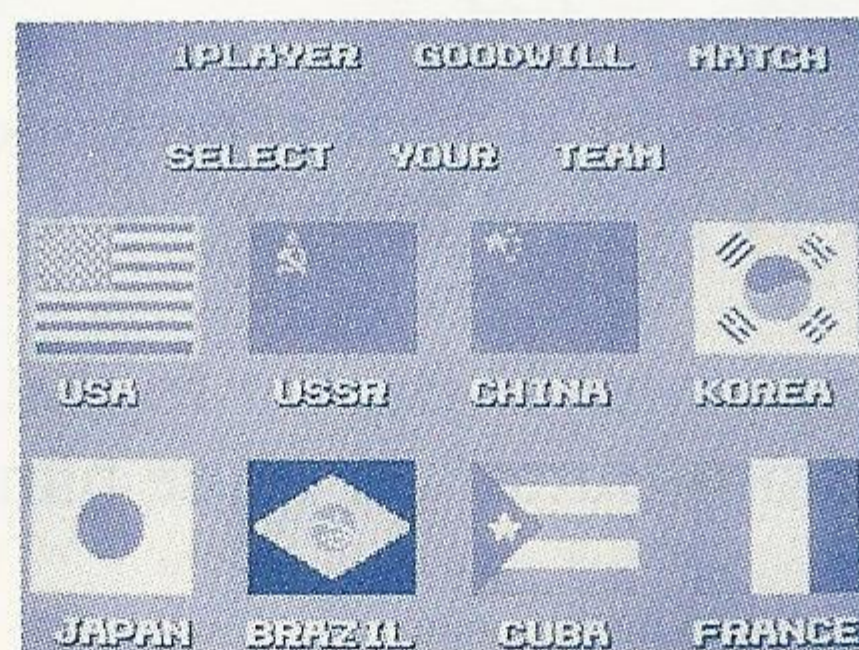 1PLAYER GOODWILL MATCH
SELECT YOUR TEAM
USA USSR CHINA KOREA
JAPAN BRAZIL CUBA FRANCE